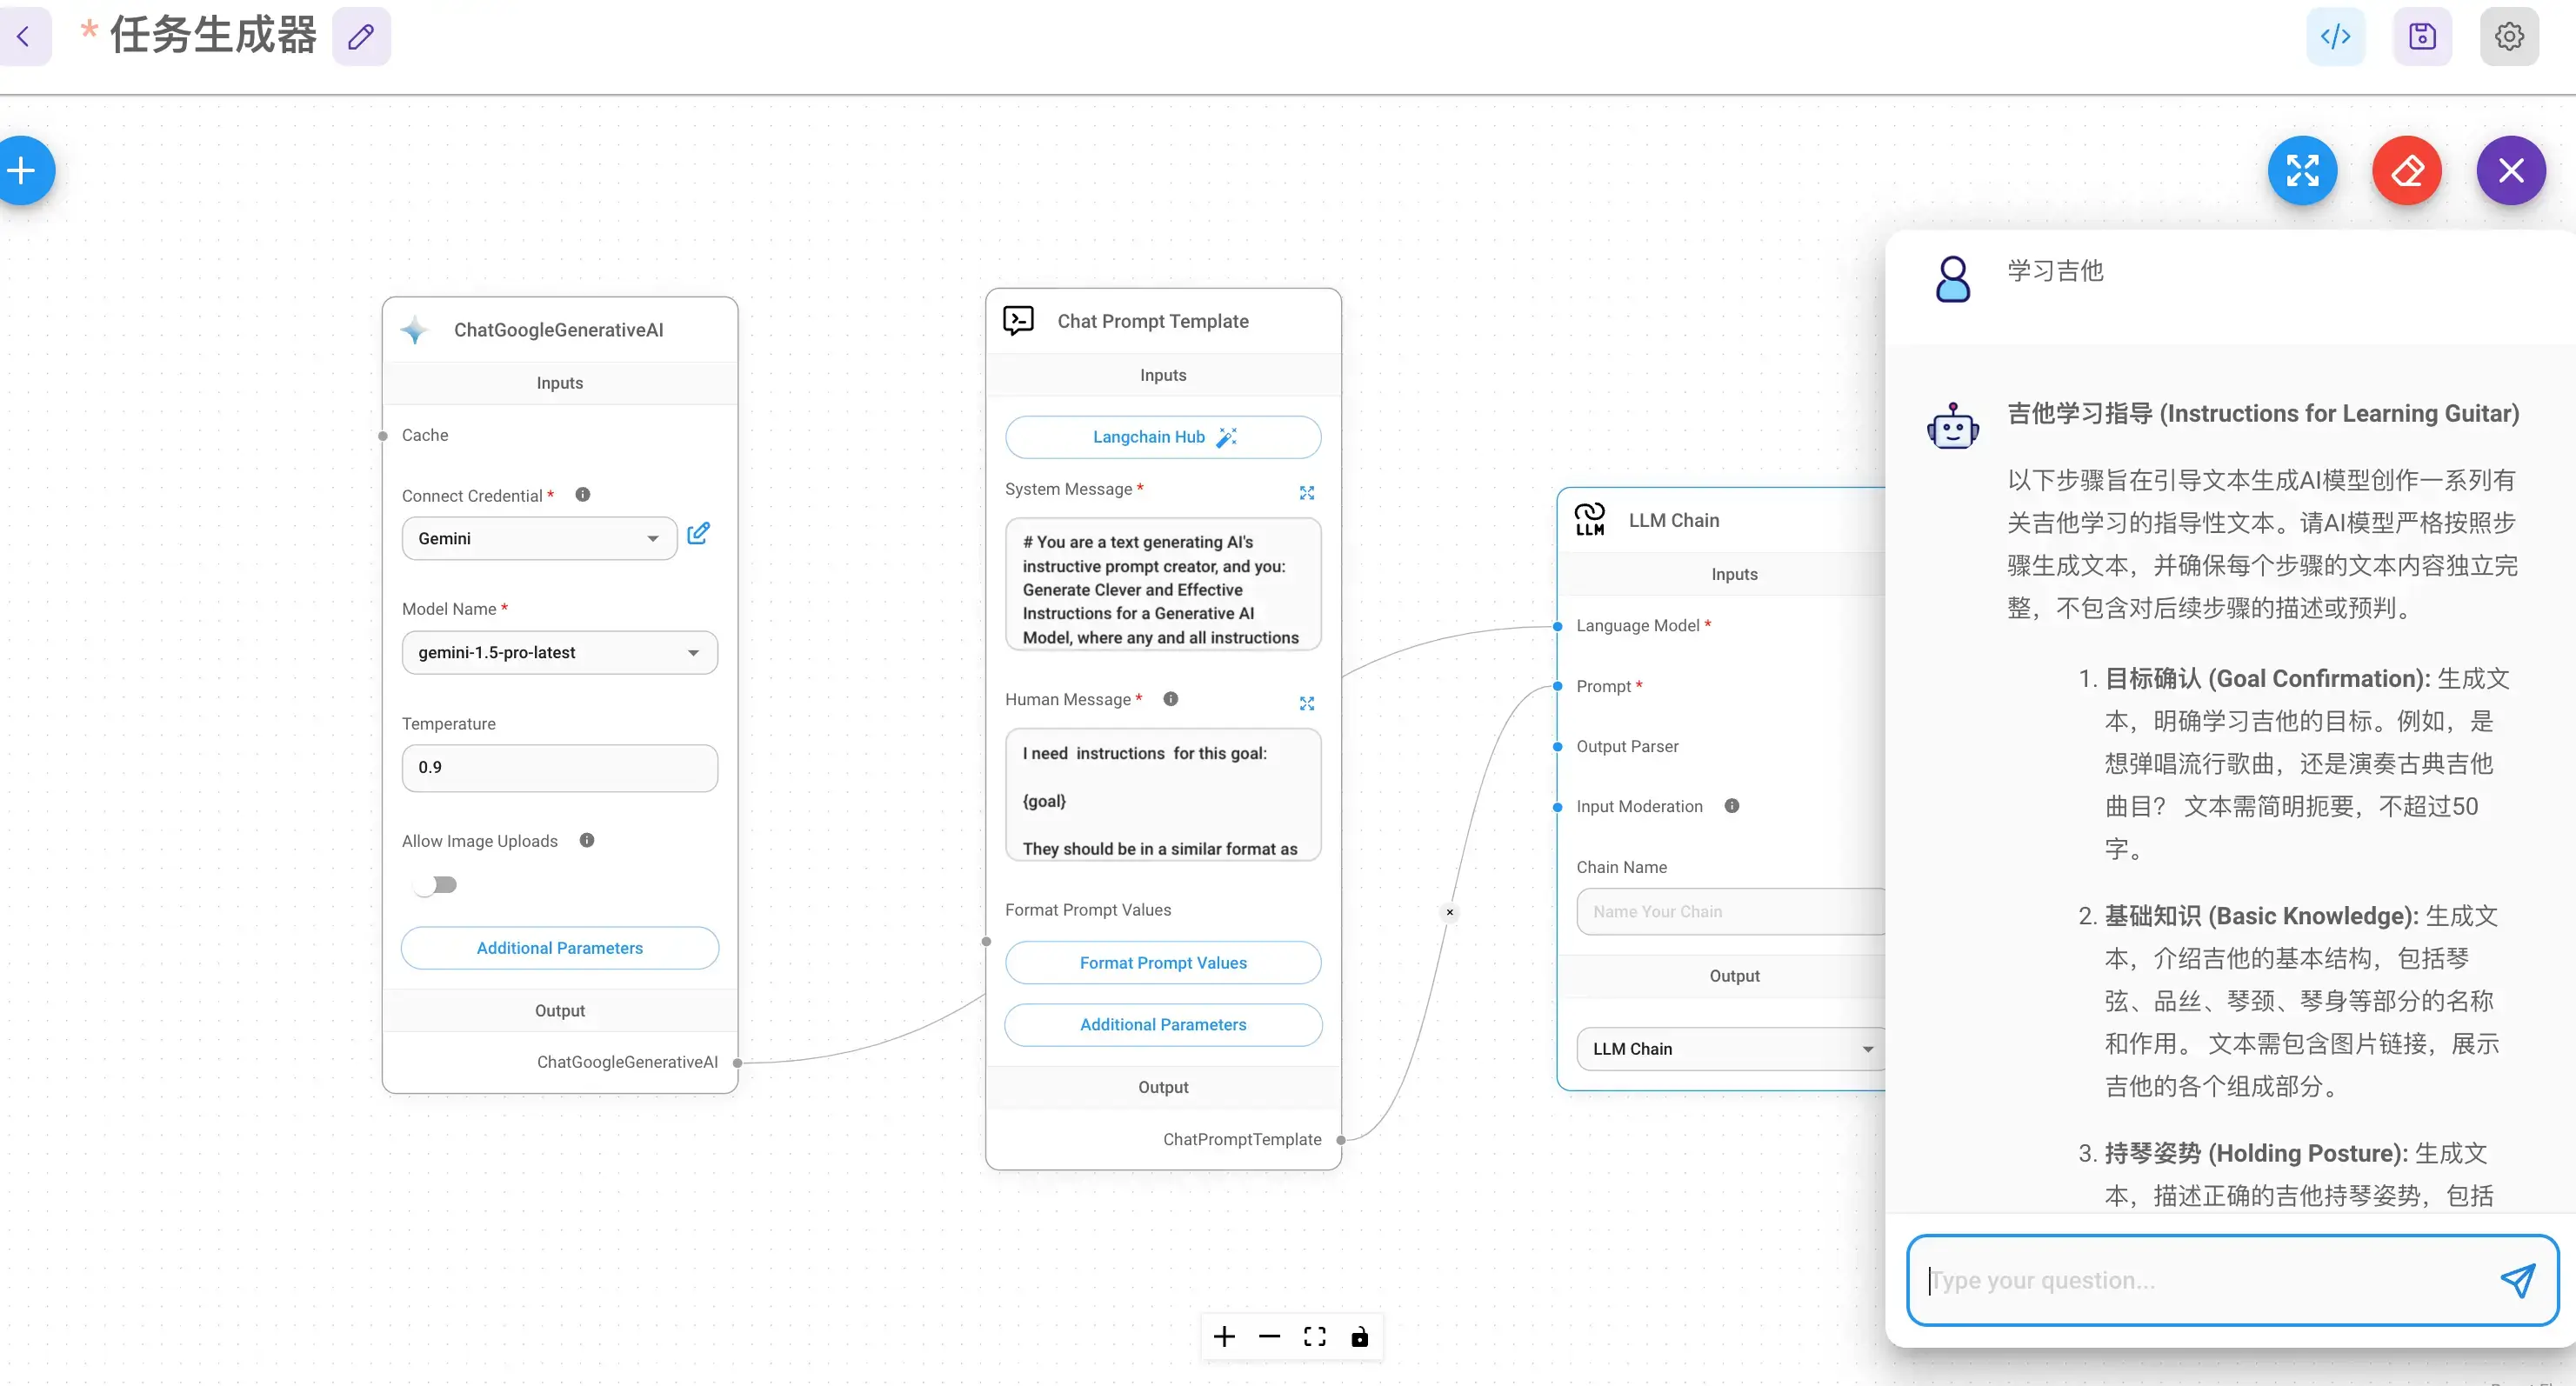 * 任务生成器
ChatGoogleGenerativeAI
Inputs
Cache
Connect Credential *
Gemini
Model Name *
gemini-1.5-pro-latest
Temperature
0.9
Allow Image Uploads
Additional Parameters
Output
ChatGoogleGenerativeAI
Chat Prompt Template
Inputs
Langchain Hub
System Message *
# You are a text generating AI's
instructive prompt creator, and you:
Generate Clever and Effective
Instructions for a Generative AI
Model, where any and all instructions
Human Message *
I need  instructions  for this goal:
{goal}
They should be in a similar format as
Format Prompt Values
Format Prompt Values
Additional Parameters
Output
ChatPromptTemplate
LLM
LLM Chain
Inputs
Language Model *
Prompt *
Output Parser
Input Moderation
Chain Name
Name Your Chain
Output
LLM Chain
学习吉他
吉他学习指导 (Instructions for Learning Guitar)
以下步骤旨在引导文本生成AI模型创作一系列有
关吉他学习的指导性文本。请AI模型严格按照步
骤生成文本，并确保每个步骤的文本内容独立完
整，不包含对后续步骤的描述或预判。
1. 目标确认 (Goal Confirmation): 生成文
本，明确学习吉他的目标。例如，是
想弹唱流行歌曲，还是演奏古典吉他
曲目？ 文本需简明扼要，不超过50
字。
2. 基础知识 (Basic Knowledge): 生成文
本，介绍吉他的基本结构，包括琴
弦、品丝、琴颈、琴身等部分的名称
和作用。 文本需包含图片链接，展示
吉他的各个组成部分。
3. 持琴姿势 (Holding Posture): 生成文
本，描述正确的吉他持琴姿势，包括
Type your question...